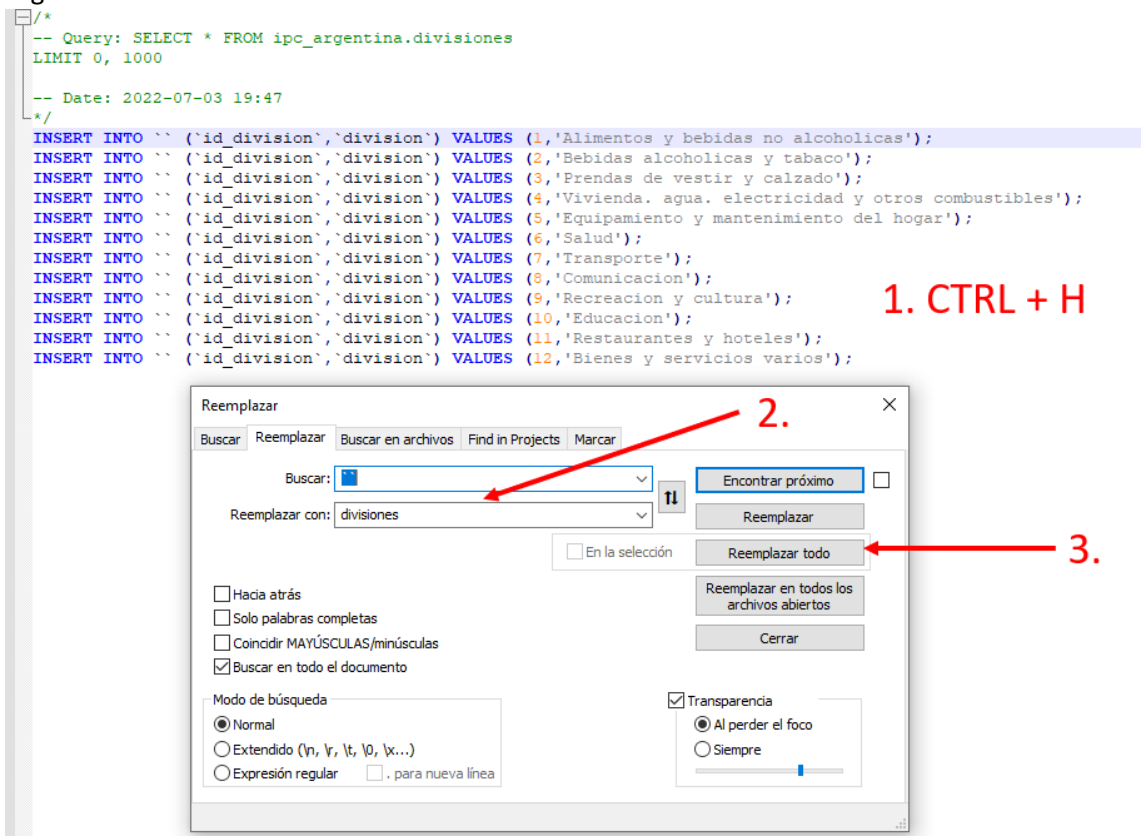 /*
-- Query: SELECT * FROM ipc_argentina.divisiones
LIMIT 0, 1000
-- Date: 2022-07-03 19:47
*/
INSERT INTO `` (`id_division`,`division`) VALUES (1,'Alimentos y bebidas no alcoholicas');
INSERT INTO `` (`id_division`,`division`) VALUES (2,'Bebidas alcoholicas y tabaco');
INSERT INTO `` (`id_division`,`division`) VALUES (3,'Prendas de vestir y calzado');
INSERT INTO `` (`id_division`,`division`) VALUES (4,'Vivienda. agua. electricidad y otros combustibles');
INSERT INTO `` (`id_division`,`division`) VALUES (5,'Equipamiento y mantenimiento del hogar');
INSERT INTO `` (`id_division`,`division`) VALUES (6,'Salud');
INSERT INTO `` (`id_division`,`division`) VALUES (7,'Transporte');
INSERT INTO `` (`id_division`,`division`) VALUES (8,'Comunicacion');
INSERT INTO `` (`id_division`,`division`) VALUES (9,'Recreacion y cultura');
INSERT INTO `` (`id_division`,`division`) VALUES (10,'Educacion');
INSERT INTO `` (`id_division`,`division`) VALUES (11,'Restaurantes y hoteles');
INSERT INTO `` (`id_division`,`division`) VALUES (12,'Bienes y servicios varios');
1. CTRL + H
Reemplazar
2.
Buscar Reemplazar Buscar en archivos Find in Projects Marcar
Buscar: `` Encontrar próximo
Reemplazar con: divisiones Reemplazar
En la selección Reemplazar todo
3.
Reemplazar en todos los
archivos abiertos
Cerrar
Hacia atrás
Solo palabras completas
Coincidir MAYÚSCULAS/minúsculas
Buscar en todo el documento
Modo de búsqueda
Normal
Extendido (\n, \r, \t, \0, \x...)
Expresión regular . para nueva línea
Transparencia
Al perder el foco
Siempre